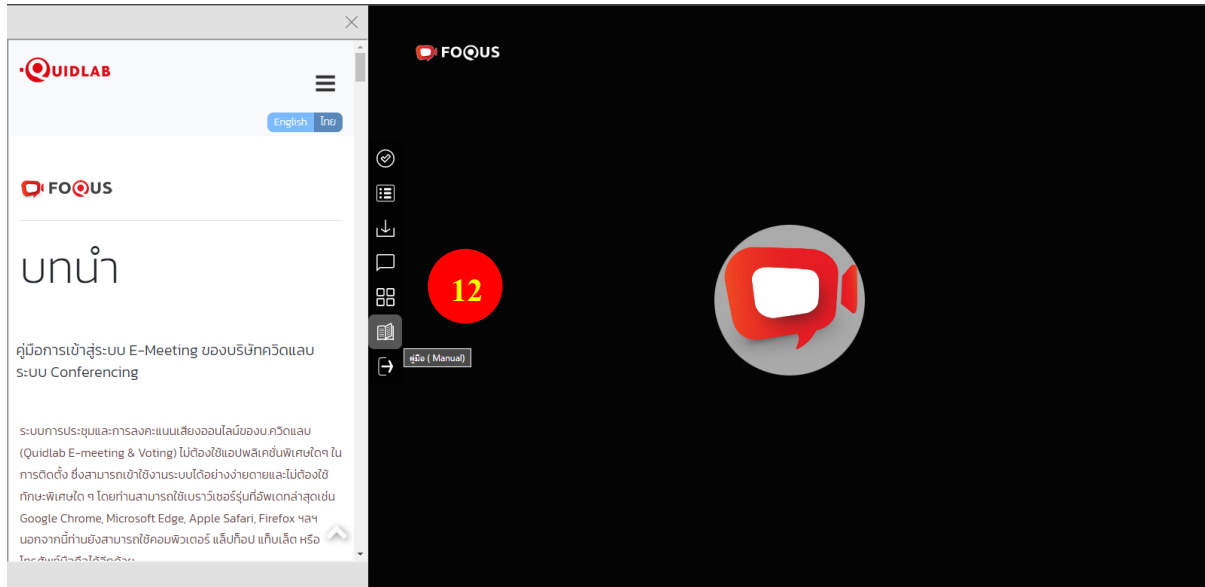 QUIDLAB
English ไทย
FOQUS
บทนำ
คู่มือการเข้าสู่ระบบ E-Meeting ของบริษัทควิดแลบ
ระบบ Conferencing
ระบบการประชุมและการลงคะแนนเสียงออนไลน์ของบ.ควิดแลบ
(Quidlab E-meeting & Voting) ไม่ต้องใช้แอปพลิเคชั่นพิเศษใดๆ ใน
การติดตั้ง ซึ่งสามารถเข้าใช้งานระบบได้อย่างง่ายดายและไม่ต้องใช้
ทักษะพิเศษใด ๆ โดยท่านสามารถใช้เบราว์เซอร์รุ่นที่อัพเดทล่าสุดเช่น
Google Chrome, Microsoft Edge, Apple Safari, Firefox ฯลฯ
นอกจากนี้ท่านยังสามารถใช้คอมพิวเตอร์ แล็ปท็อป แท็บเล็ต หรือ
FOQUS
12
คู่มือ ( Manual)